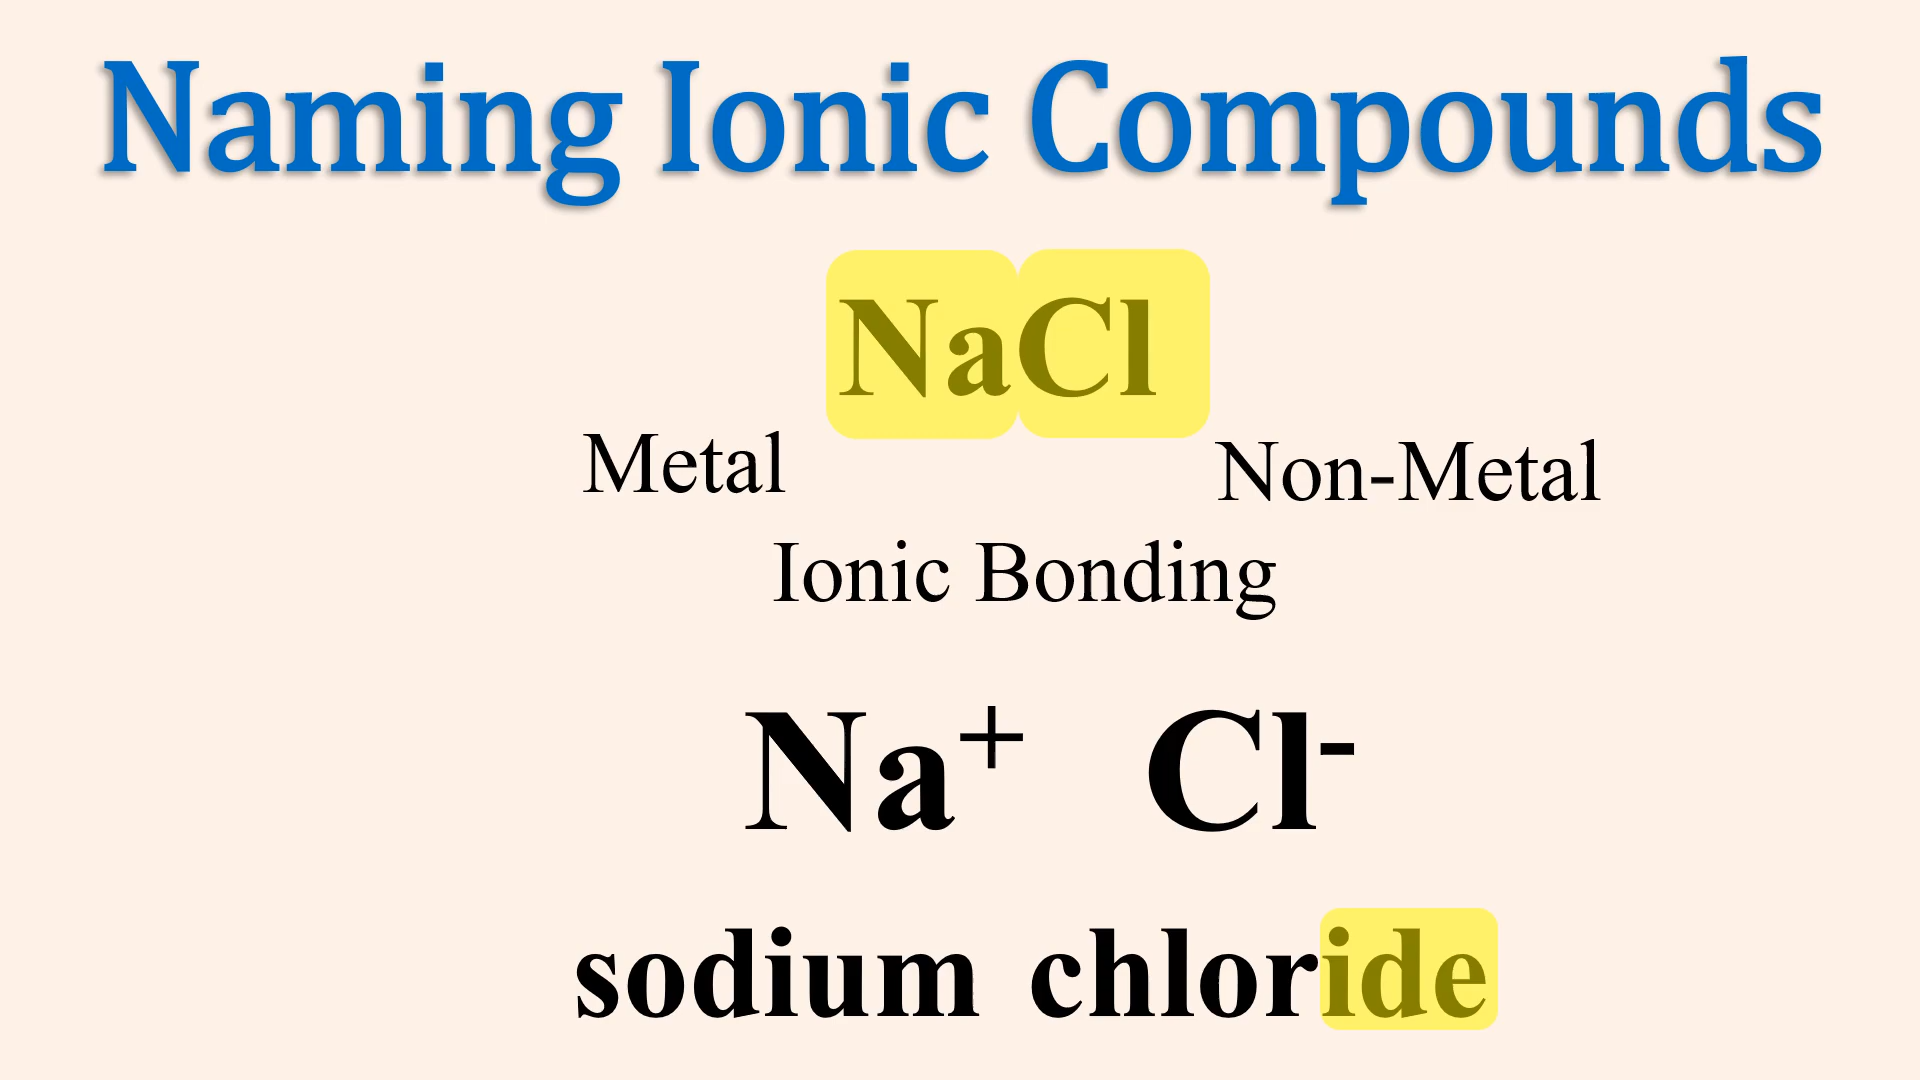 Naming Ionic Compounds
NaCl
Metal Non-Metal
Ionic Bonding
Na⁺ Cl⁻
sodium chloride